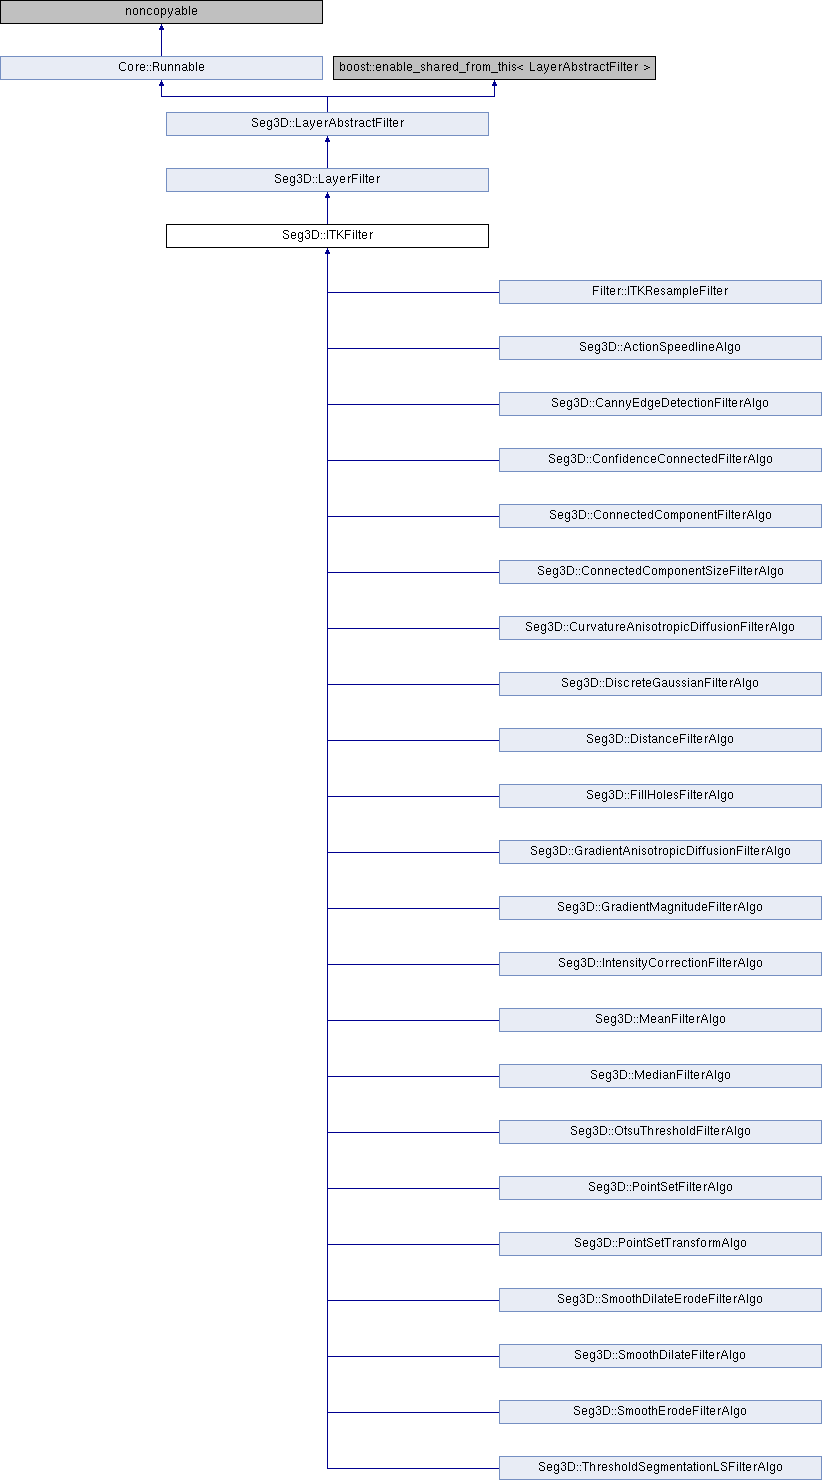 noncopyable
Core::Runnable
boost::enable_shared_from_this< LayerAbstractFilter >
Seg3D::LayerAbstractFilter
Seg3D::LayerFilter
Seg3D::ITKFilter
Filter::ITKResampleFilter
Seg3D::ActionSpeedlineAlgo
Seg3D::CannyEdgeDetectionFilterAlgo
Seg3D::ConfidenceConnectedFilterAlgo
Seg3D::ConnectedComponentFilterAlgo
Seg3D::ConnectedComponentSizeFilterAlgo
Seg3D::CurvatureAnisotropicDiffusionFilterAlgo
Seg3D::DiscreteGaussianFilterAlgo
Seg3D::DistanceFilterAlgo
Seg3D::FillHolesFilterAlgo
Seg3D::GradientAnisotropicDiffusionFilterAlgo
Seg3D::GradientMagnitudeFilterAlgo
Seg3D::IntensityCorrectionFilterAlgo
Seg3D::MeanFilterAlgo
Seg3D::MedianFilterAlgo
Seg3D::OtsuThresholdFilterAlgo
Seg3D::PointSetFilterAlgo
Seg3D::PointSetTransformAlgo
Seg3D::SmoothDilateErodeFilterAlgo
Seg3D::SmoothDilateFilterAlgo
Seg3D::SmoothErodeFilterAlgo
Seg3D::ThresholdSegmentationLSFilterAlgo